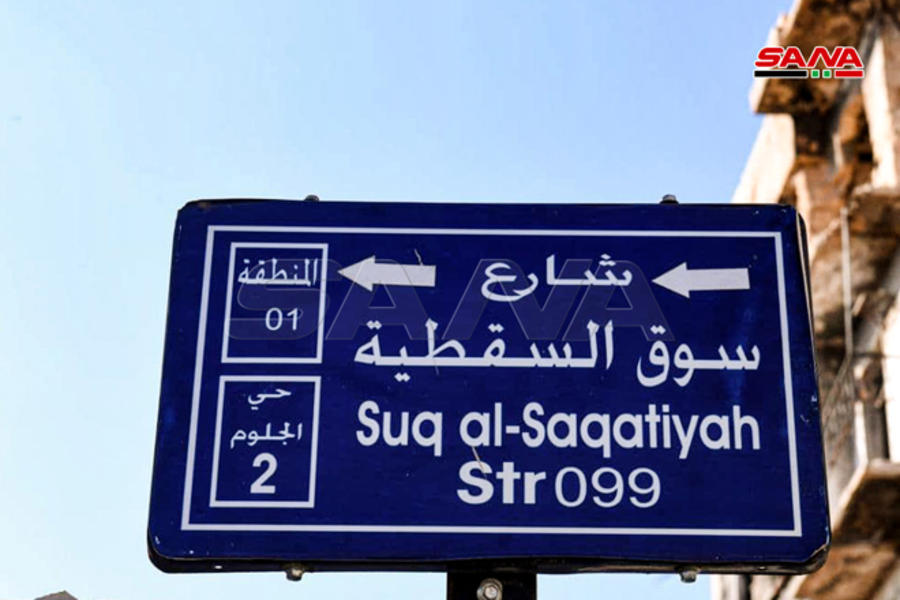 SANA
شارع
سوق السقطية
Suq al-Saqatiyah
Str 099
المنطقة
01
حي
الجلوم
2
SANA